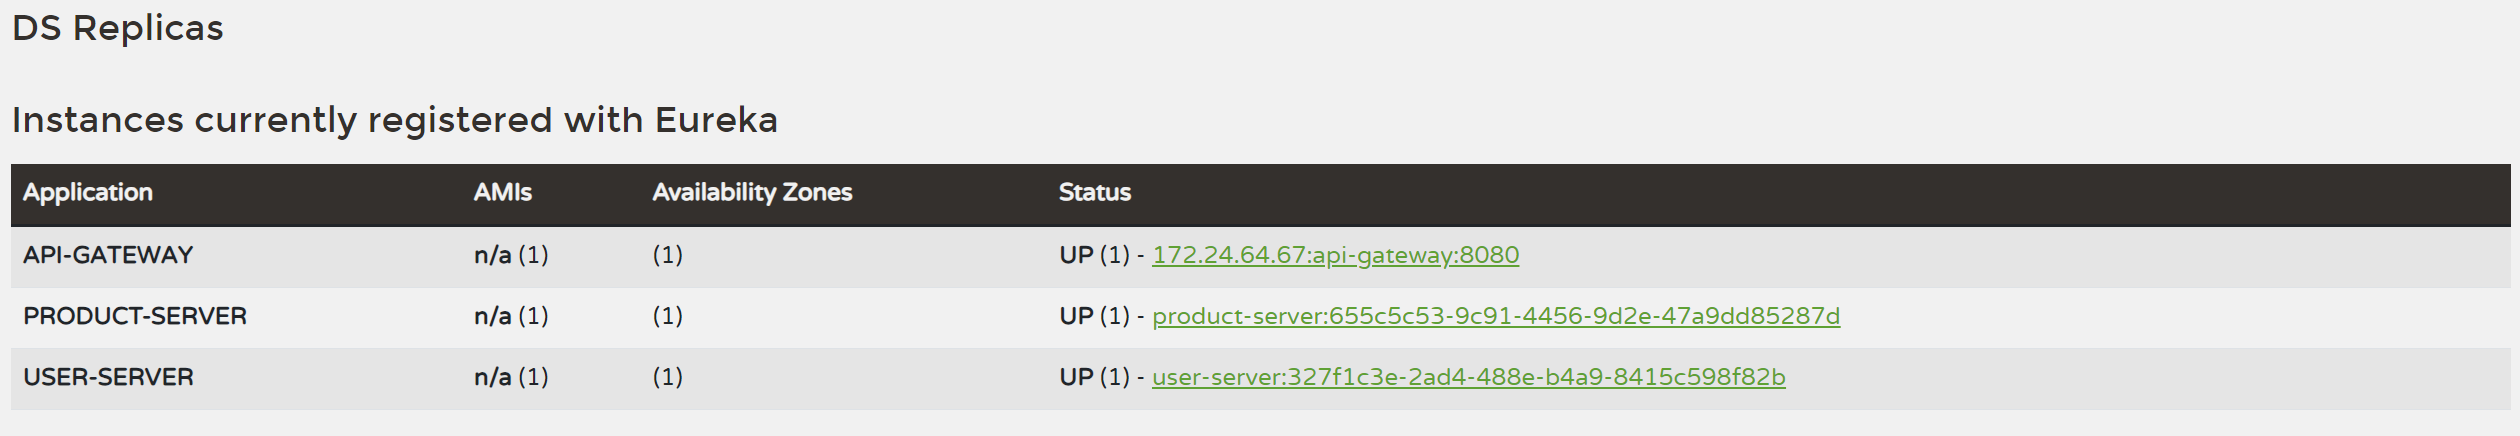 DS Replicas
Instances currently registered with Eureka
Application AMIs Availability Zones Status
API-GATEWAY n/a (1) (1) UP (1) - 172.24.64.67:api-gateway:8080
PRODUCT-SERVER n/a (1) (1) UP (1) - product-server:655c5c53-9c91-4456-9d2e-47a9dd85287d
USER-SERVER n/a (1) (1) UP (1) - user-server:327f1c3e-2ad4-488e-b4a9-8415c598f82b